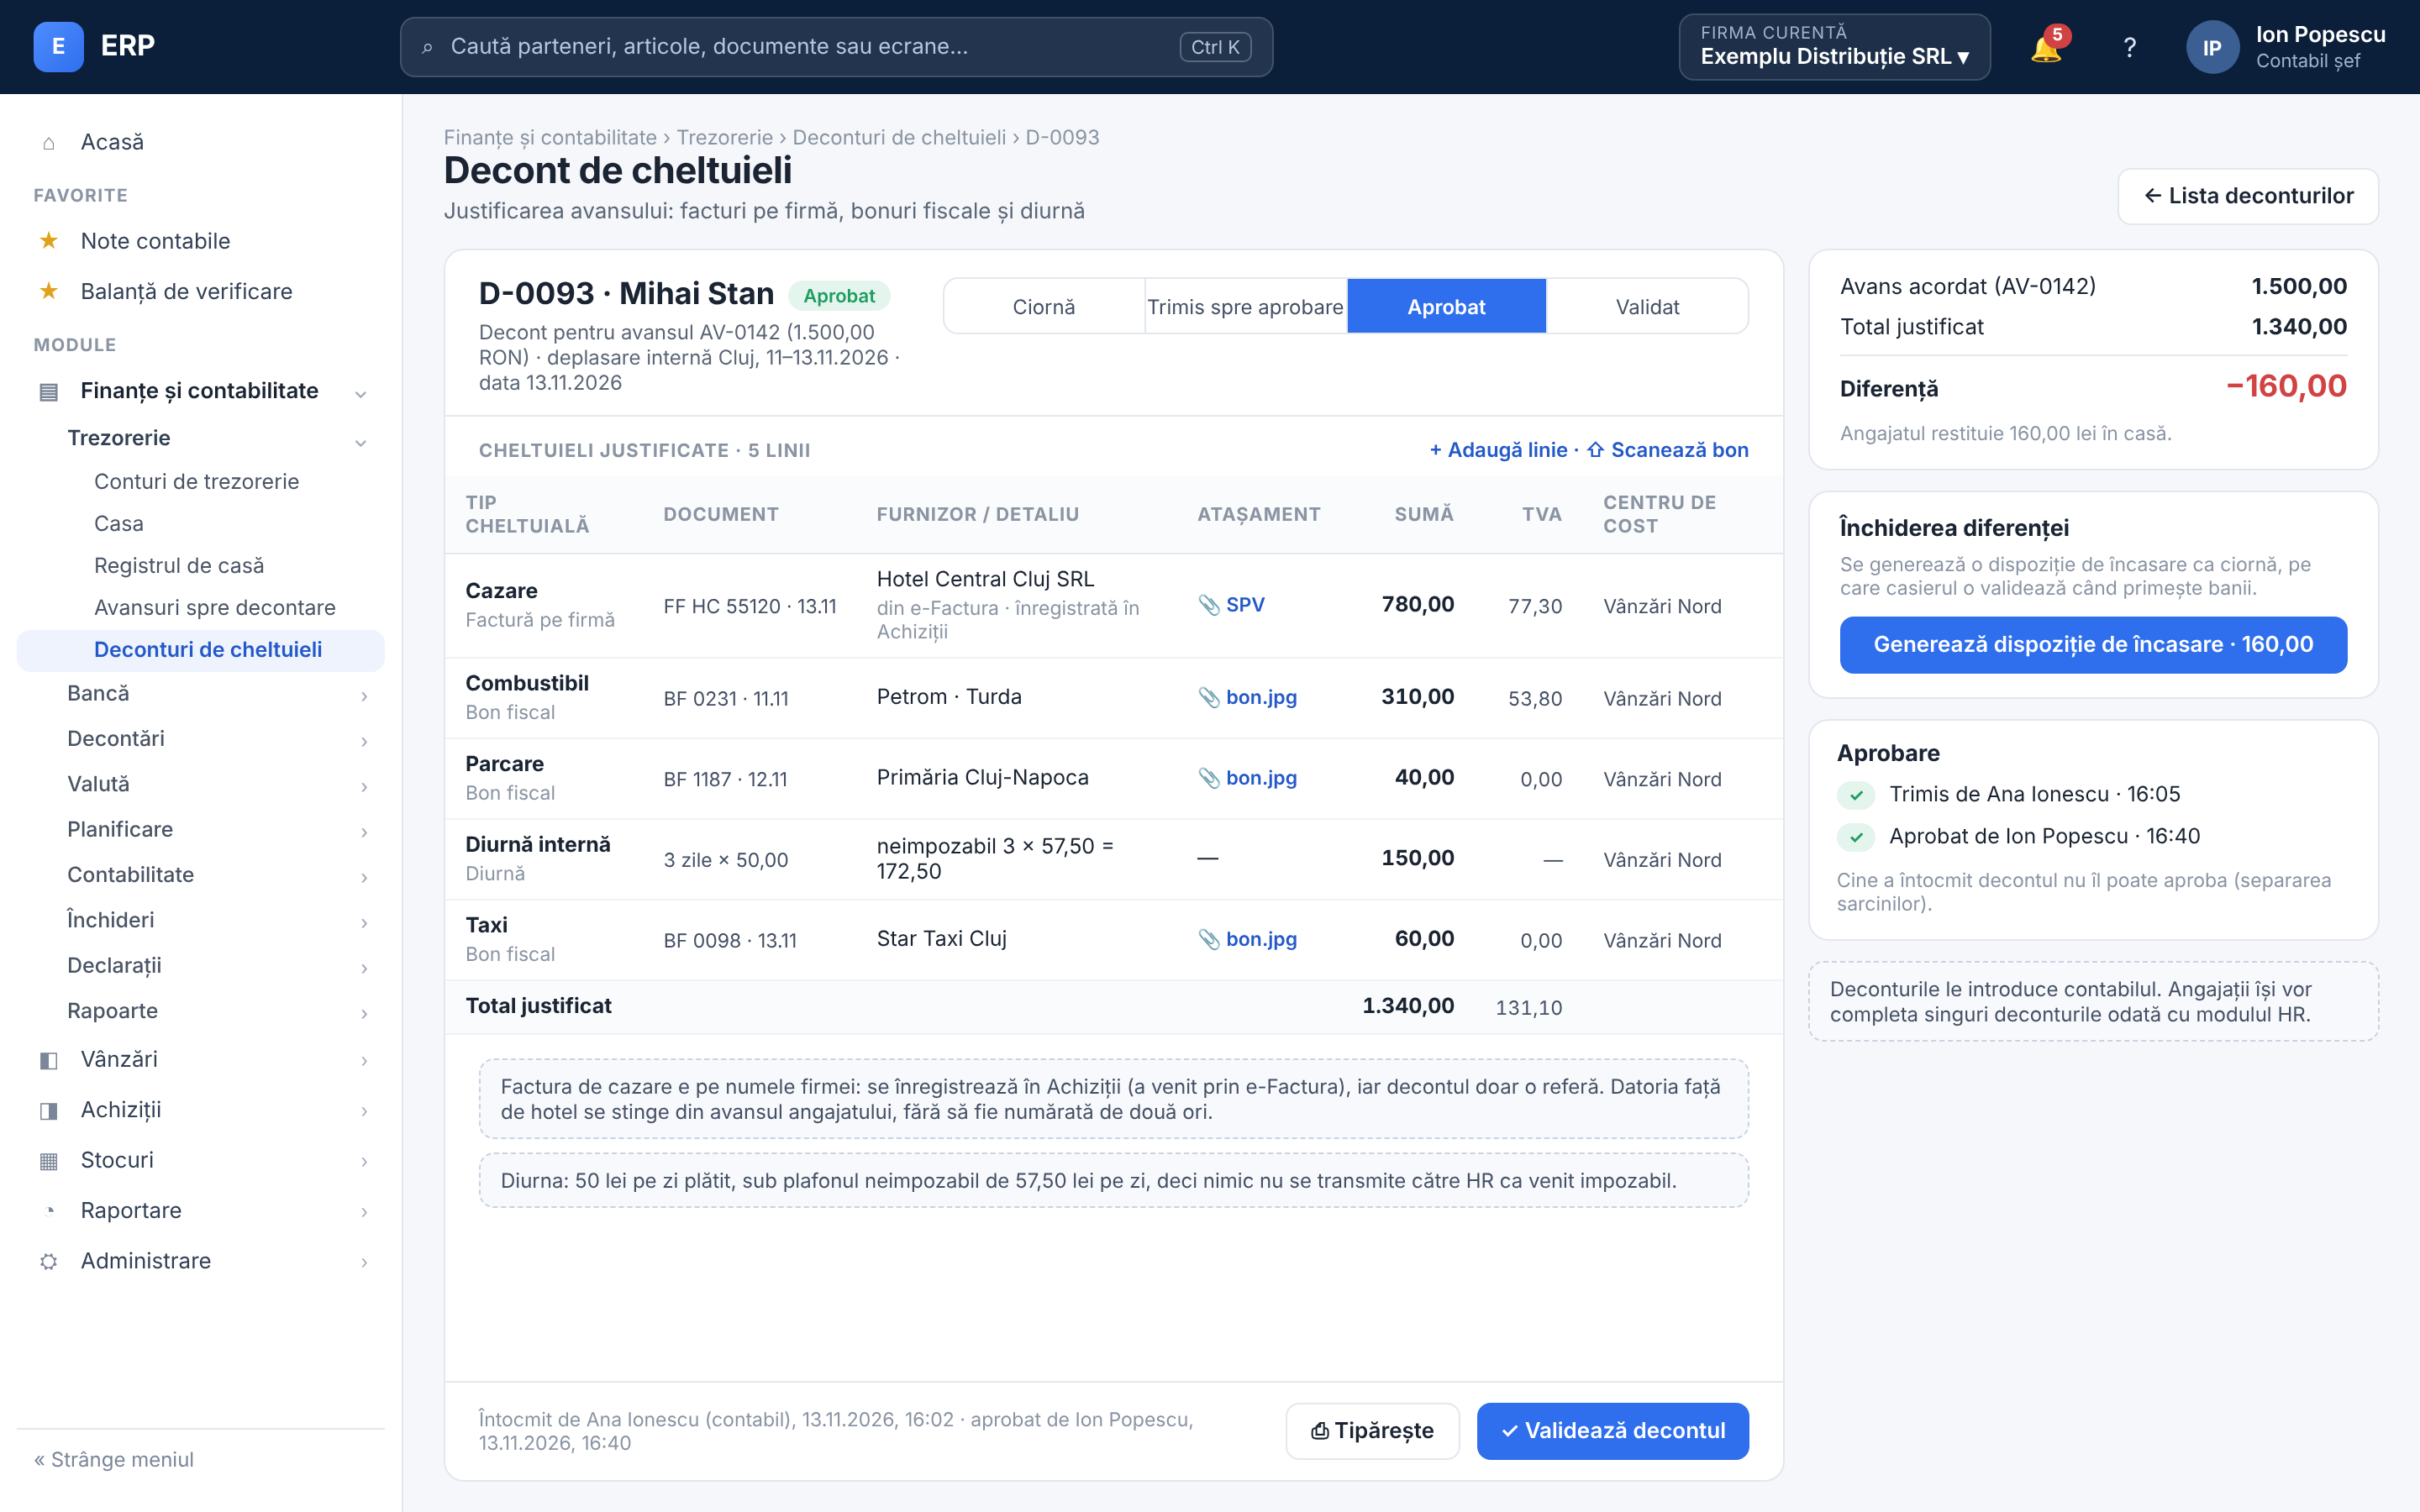 E ERP
Caută parteneri, articole, documente sau ecrane... Ctrl K
FIRMA CURENTĂ
Exemplu Distribuție SRL ▾
5
?
IP
Ion Popescu
Contabil șef
Acasă
FAVORITE
★ Note contabile
★ Balanță de verificare
MODULE
Finanțe și contabilitate
Trezorerie
Conturi de trezorerie
Casa
Registrul de casă
Avansuri spre decontare
Deconturi de cheltuieli
Bancă ›
Decontări ›
Valută ›
Planificare ›
Contabilitate ›
Închideri ›
Declarații ›
Rapoarte ›
Vânzări ›
Achiziții ›
Stocuri ›
Raportare ›
Administrare ›
« Strânge meniul
Finanțe și contabilitate › Trezorerie › Deconturi de cheltuieli › D-0093
Decont de cheltuieli
Justificarea avansului: facturi pe firmă, bonuri fiscale și diurnă
← Lista deconturilor
D-0093 · Mihai Stan Aprobat
Decont pentru avansul AV-0142 (1.500,00
RON) · deplasare internă Cluj, 11–13.11.2026 ·
data 13.11.2026
Ciornă Trimis spre aprobare Aprobat Validat
CHELTUIELI JUSTIFICATE · 5 LINII
+ Adaugă linie · ⇧ Scanează bon
TIP CHELTUIALĂ DOCUMENT FURNIZOR / DETALIU ATAȘAMENT SUMĂ TVA CENTRU DE COST
Cazare
Factură pe firmă
FF HC 55120 · 13.11
Hotel Central Cluj SRL
din e-Factura · înregistrată în
Achiziții
📎 SPV
780,00
77,30
Vânzări Nord
Combustibil
Bon fiscal
BF 0231 · 11.11
Petrom · Turda
📎 bon.jpg
310,00
53,80
Vânzări Nord
Parcare
Bon fiscal
BF 1187 · 12.11
Primăria Cluj-Napoca
📎 bon.jpg
40,00
0,00
Vânzări Nord
Diurnă internă
Diurnă
3 zile × 50,00
neimpozabil 3 × 57,50 =
172,50
—
150,00
—
Vânzări Nord
Taxi
Bon fiscal
BF 0098 · 13.11
Star Taxi Cluj
📎 bon.jpg
60,00
0,00
Vânzări Nord
Total justificat 1.340,00 131,10
Factura de cazare e pe numele firmei: se înregistrează în Achiziții (a venit prin e-Factura), iar decontul doar o referă. Datoria față
de hotel se stinge din avansul angajatului, fără să fie numărată de două ori.
Diurna: 50 lei pe zi plătit, sub plafonul neimpozabil de 57,50 lei pe zi, deci nimic nu se transmite către HR ca venit impozabil.
Întocmit de Ana Ionescu (contabil), 13.11.2026, 16:02 · aprobat de Ion Popescu,
13.11.2026, 16:40
⎙ Tipărește
✓ Validează decontul
Avans acordat (AV-0142) 1.500,00
Total justificat 1.340,00
Diferență −160,00
Angajatul restituie 160,00 lei în casă.
Închiderea diferenței
Se generează o dispoziție de încasare ca ciornă, pe
care casierul o validează când primește banii.
Generează dispoziție de încasare · 160,00
Aprobare
✓ Trimis de Ana Ionescu · 16:05
✓ Aprobat de Ion Popescu · 16:40
Cine a întocmit decontul nu îl poate aproba (separarea
sarcinilor).
Deconturile le introduce contabilul. Angajații își vor
completa singuri deconturile odată cu modulul HR.